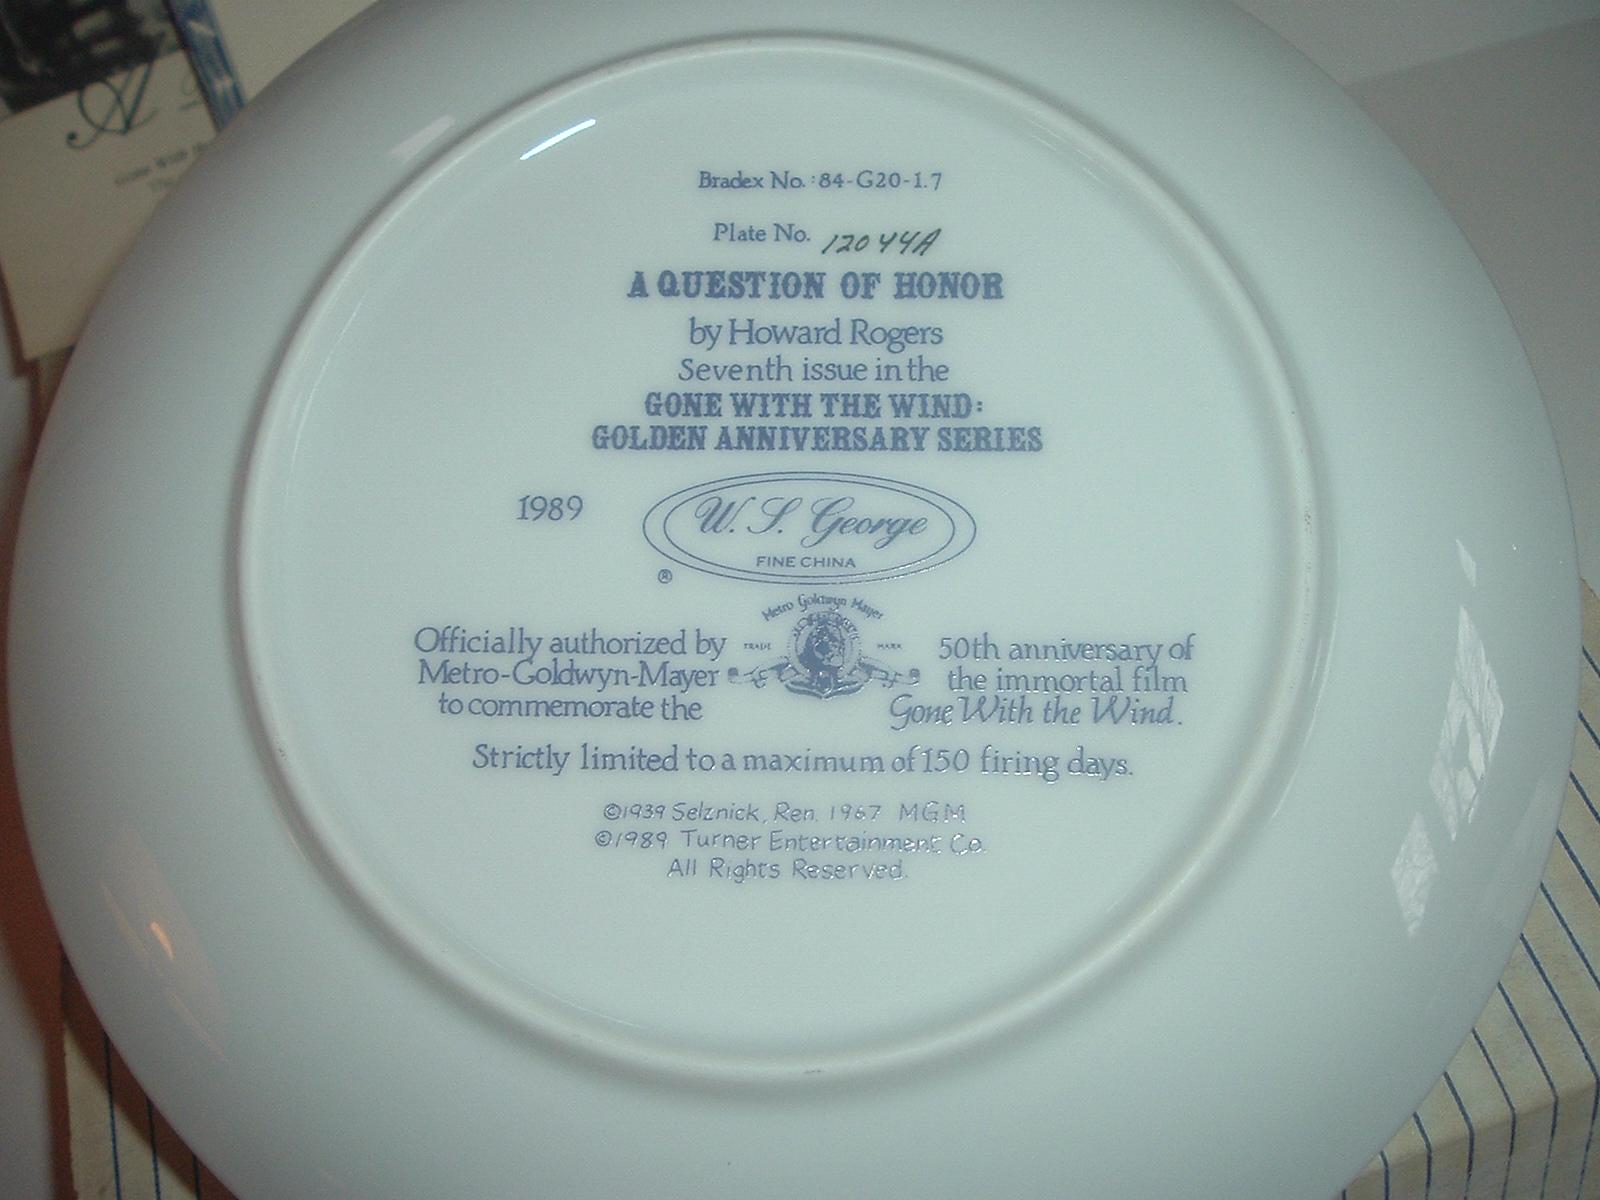 Bradex No.: 84-G20-1.7
Plate No. 12044A
A QUESTION OF HONOR
by Howard Rogers
Seventh issue in the
GONE WITH THE WIND:
GOLDEN ANNIVERSARY SERIES
1989
W. S. George
FINE CHINA
®
Metro Goldwyn Mayer
TRADE MARK
Officially authorized by
Metro-Goldwyn-Mayer
to commemorate the
50th anniversary of
the immortal film
Gone With the Wind.
Strictly limited to a maximum of 150 firing days.
©1939 Selznick, Ren. 1967 MGM
©1989 Turner Entertainment Co.
All Rights Reserved.
A
Gone With